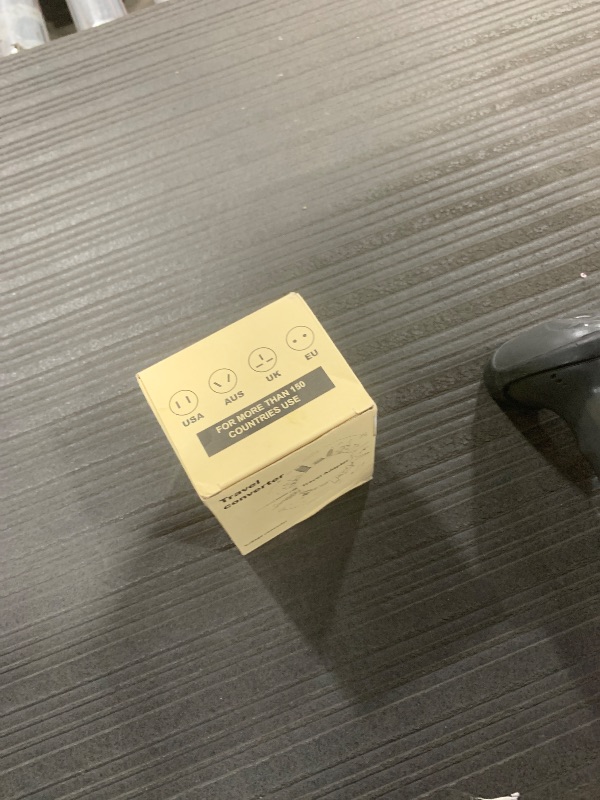 USA
AUS
UK
EU
FOR MORE THAN 150
COUNTRIES USE
Travel
converter